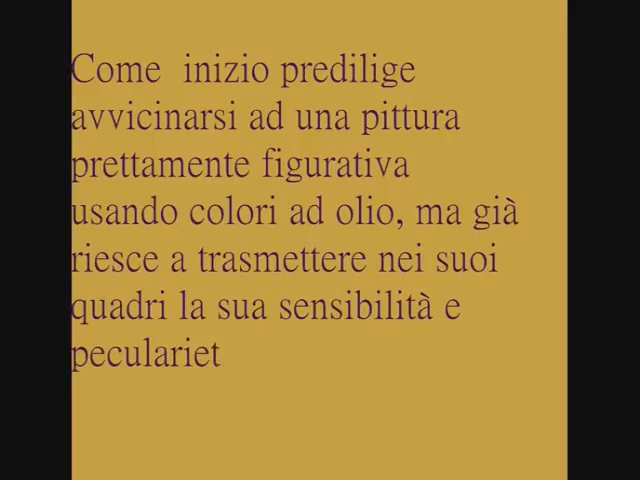 Come  inizio predilige
avvicinarsi ad una pittura
prettamente figurativa
usando colori ad olio, ma già
riesce a trasmettere nei suoi
quadri la sua sensibilità e
peculariet